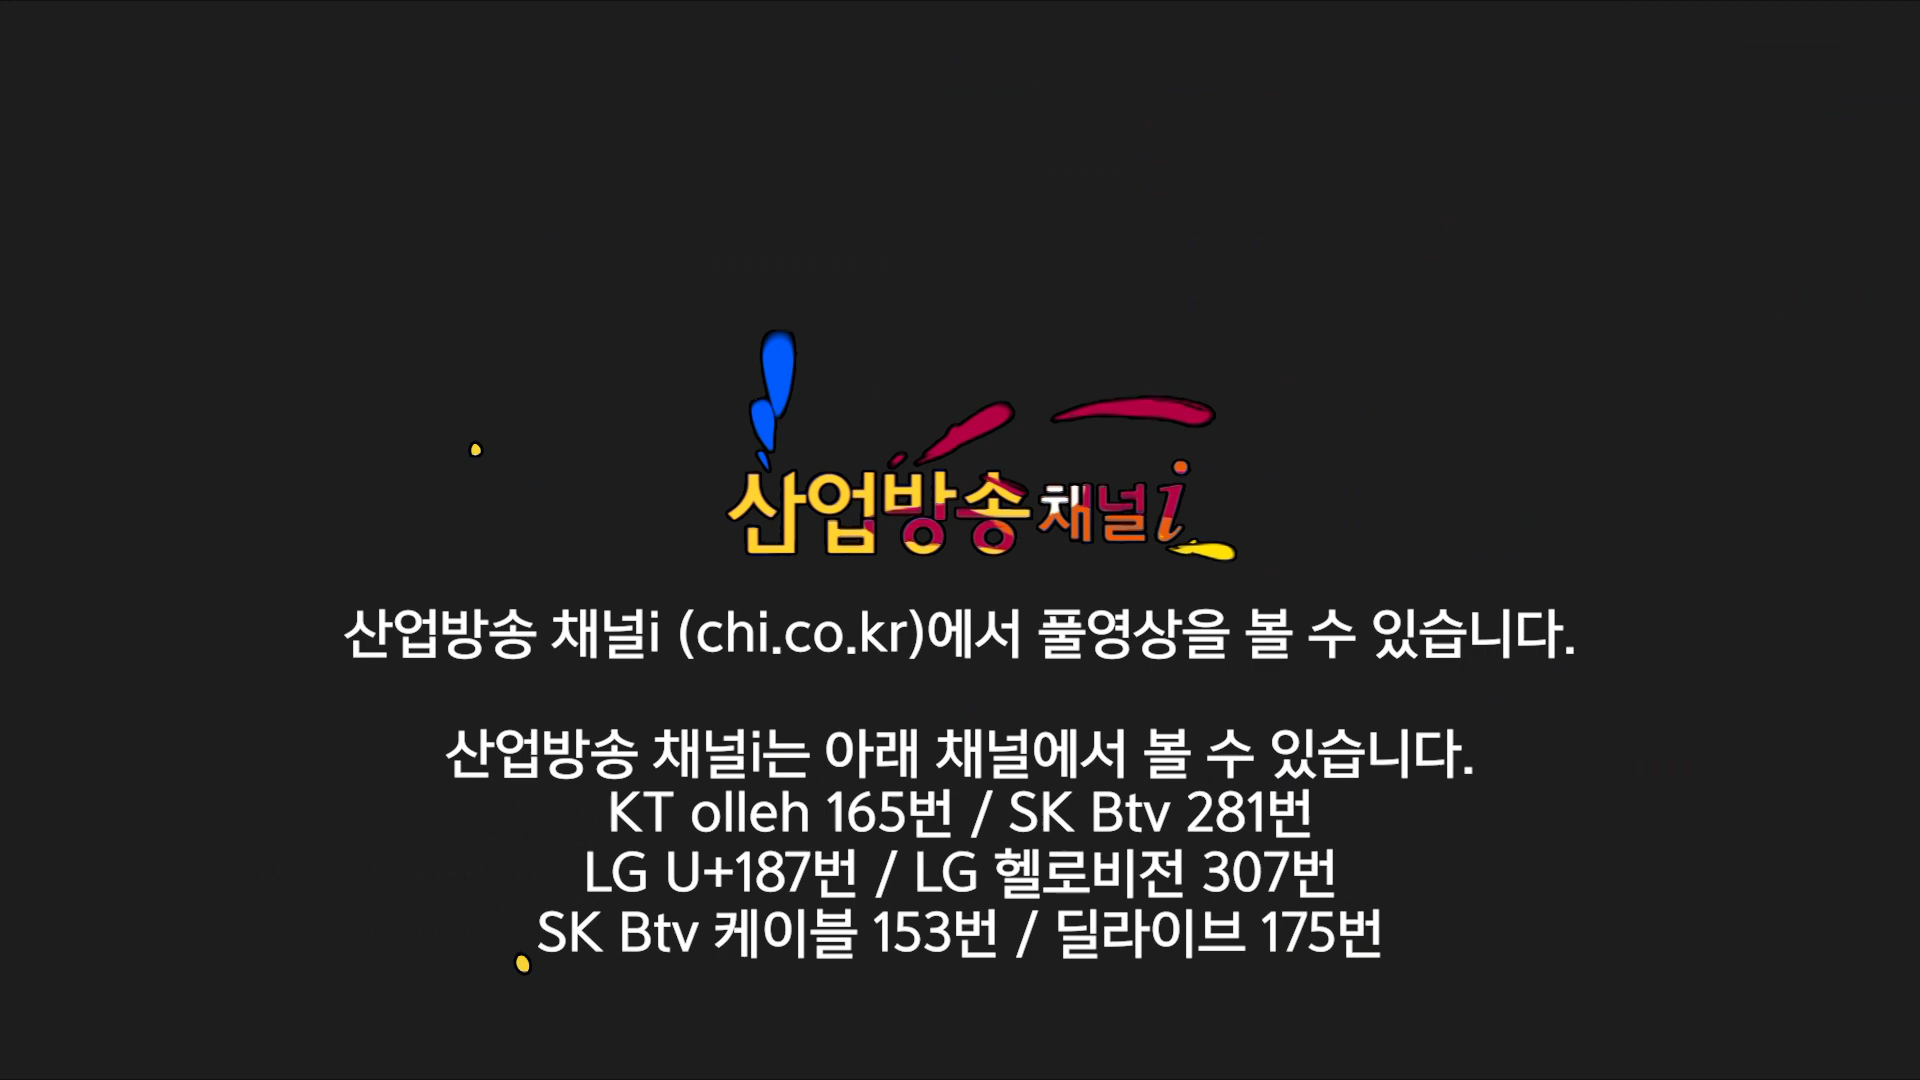 산업방송 채널i
산업방송 채널i (chi.co.kr)에서 풀영상을 볼 수 있습니다.
산업방송 채널i는 아래 채널에서 볼 수 있습니다.
KT olleh 165번 / SK Btv 281번
LG U+187번 / LG 헬로비전 307번
SK Btv 케이블 153번 / 딜라이브 175번